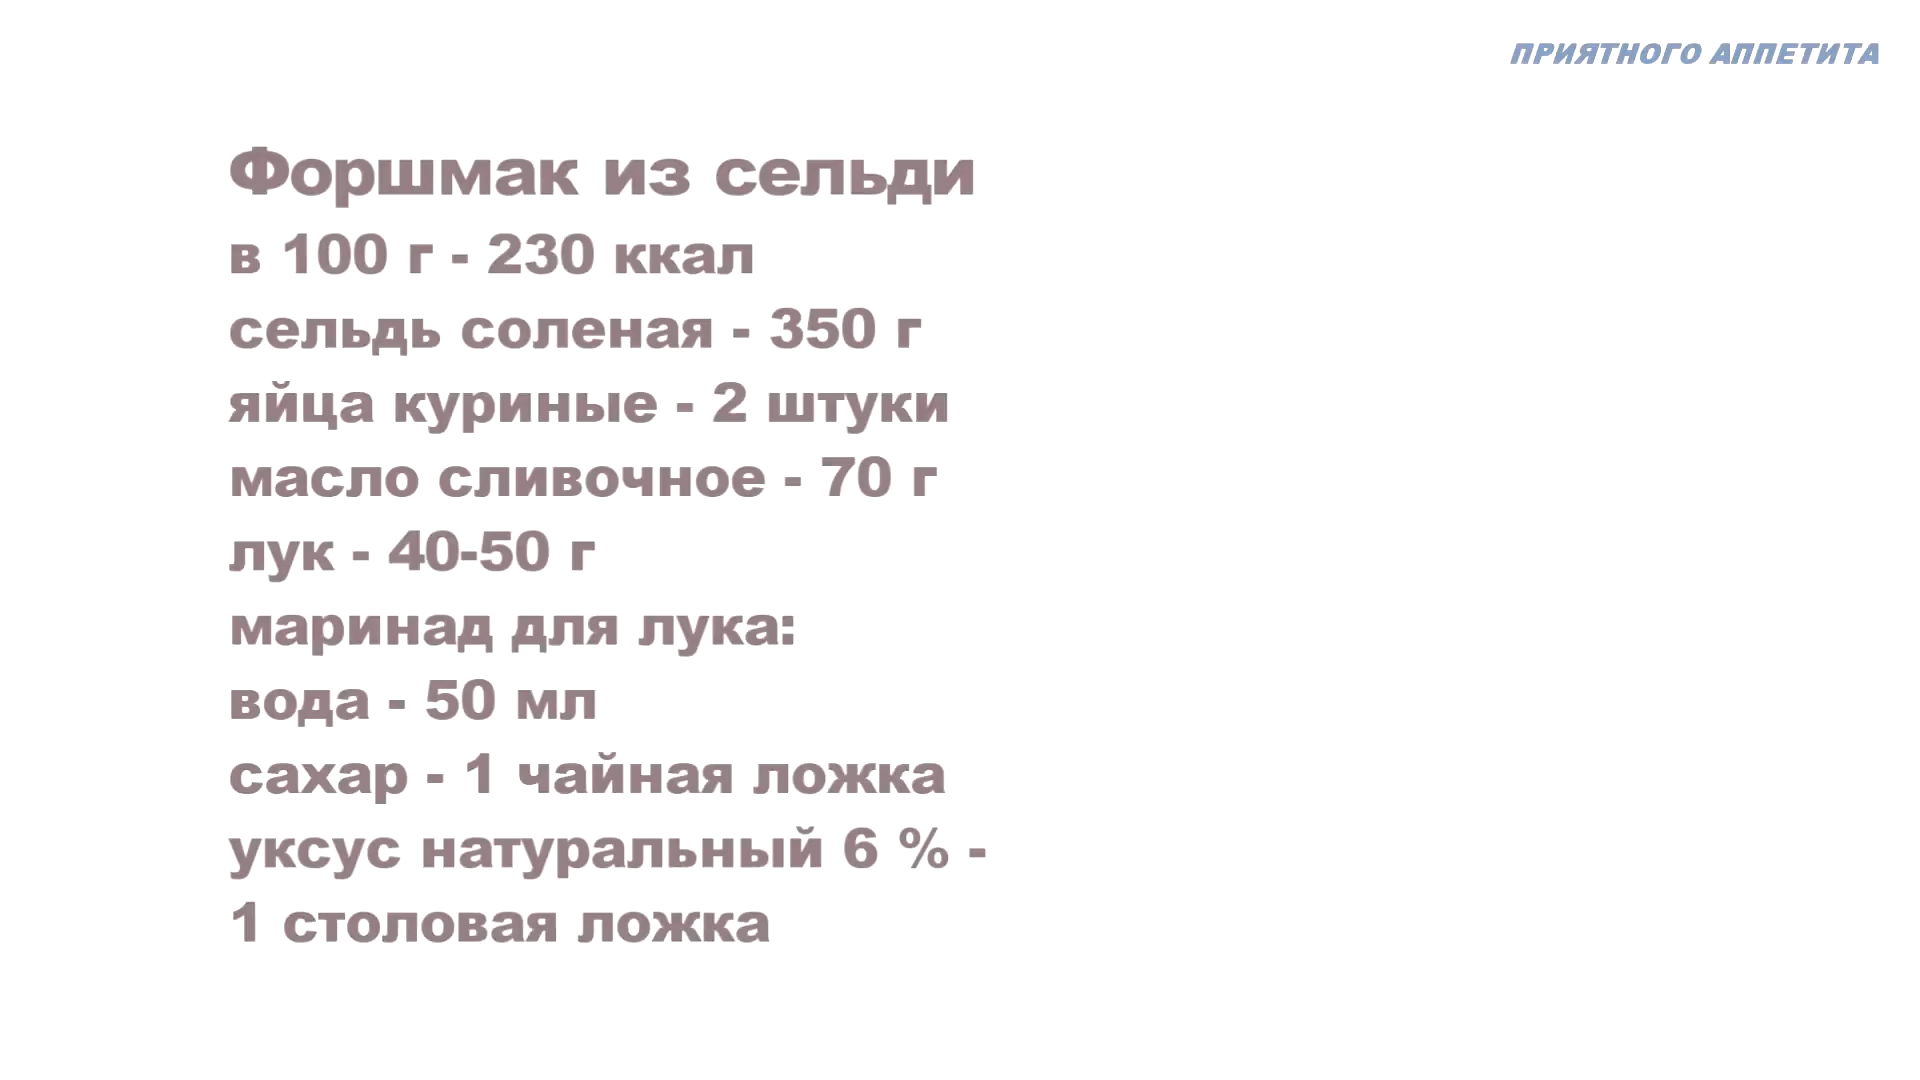 ПРИЯТНОГО АППЕТИТА
Форшмак из сельди
в 100 г - 230 ккал
сельдь соленая - 350 г
яйца куриные - 2 штуки
масло сливочное - 70 г
лук - 40-50 г
маринад для лука:
вода - 50 мл
сахар - 1 чайная ложка
уксус натуральный 6 % -
1 столовая ложка